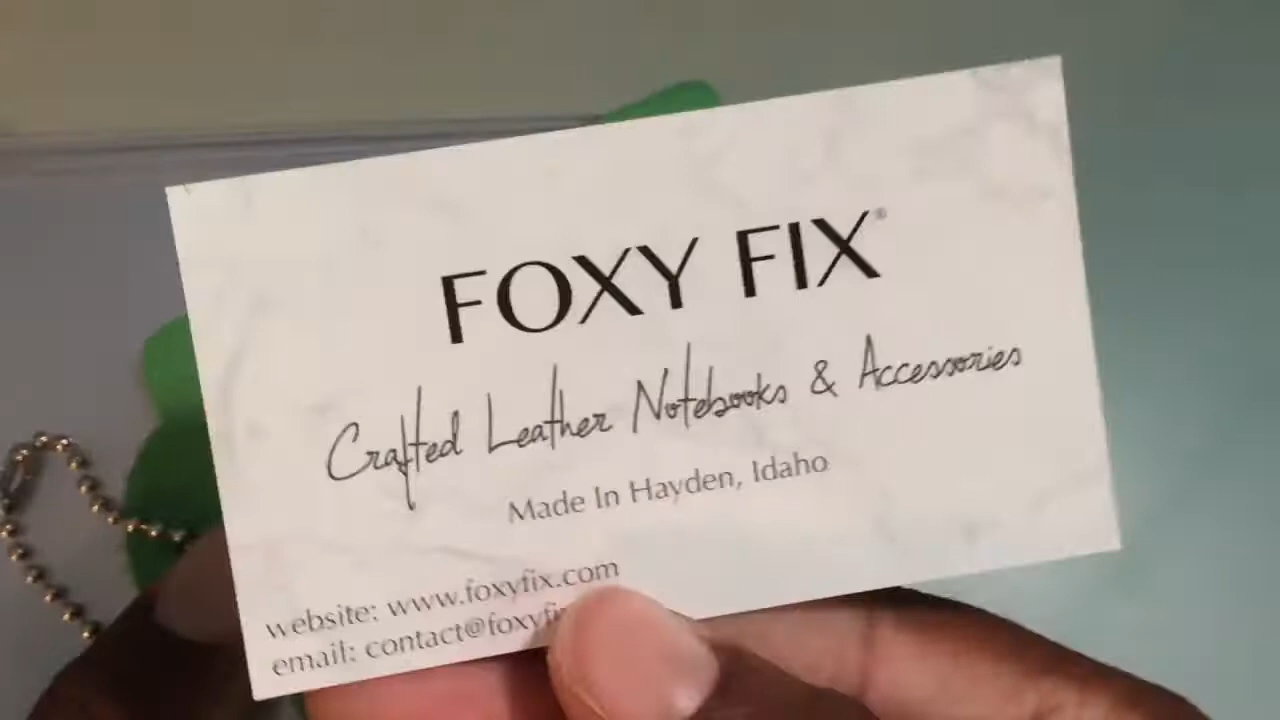 FOXY FIX®
Crafted Leather Notebooks & Accessories
Made In Hayden, Idaho
website: www.foxyfix.com
email: contact@foxyfi